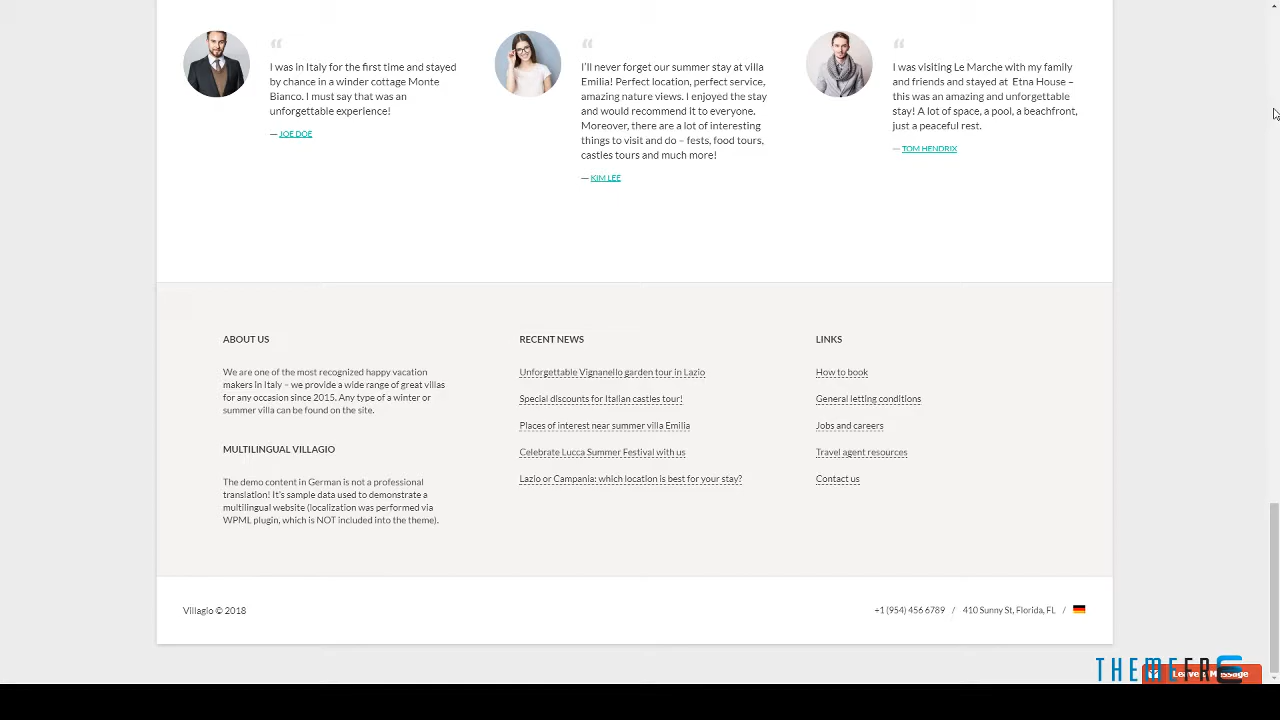 “
I was in Italy for the first time and stayed
by chance in a winder cottage Monte
Bianco. I must say that was an
unforgettable experience!
— JOE DOE
“
I'll never forget our summer stay at villa
Emilia! Perfect location, perfect service,
amazing nature views. I enjoyed the stay
and would recommend it to everyone.
Moreover, there are a lot of interesting
things to visit and do – fests, food tours,
castles tours and much more!
— KIM LEE
“
I was visiting Le Marche with my family
and friends and stayed at Etna House –
this was an amazing and unforgettable
stay! A lot of space, a pool, a beachfront,
just a peaceful rest.
— TOM HENDRIX
ABOUT US
We are one of the most recognized happy vacation
makers in Italy – we provide a wide range of great villas
for any occasion since 2015. Any type of a winter or
summer villa can be found on the site.
MULTILINGUAL VILLAGIO
The demo content in German is not a professional
translation! It's sample data used to demonstrate a
multilingual website (localization was performed via
WPML plugin, which is NOT included into the theme).
RECENT NEWS
Unforgettable Vignanello garden tour in Lazio
Special discounts for Italian castles tour!
Places of interest near summer villa Emilia
Celebrate Lucca Summer Festival with us
Lazio or Campania: which location is best for your stay?
LINKS
How to book
General letting conditions
Jobs and careers
Travel agent resources
Contact us
Villagio © 2018
+1 (954) 456 6789 / 410 Sunny St, Florida, FL /
THEMEFRE
Leave a Message